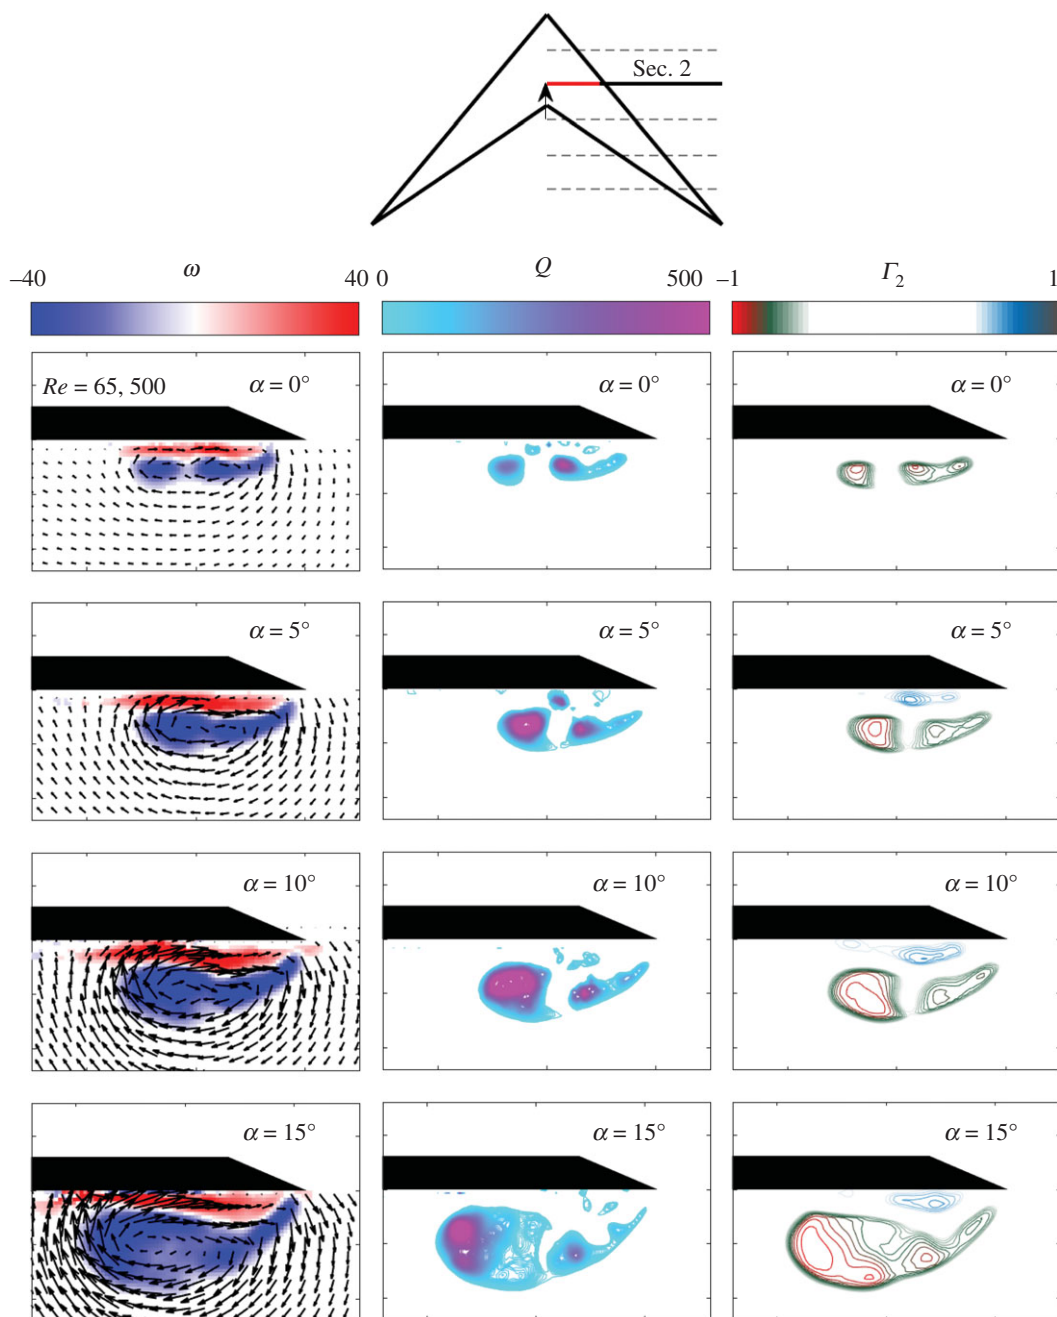 Sec. 2
ω
Q
Γ₂
–40 40 0 500 –1 1
Re = 65, 500 α = 0° α = 0° α = 0°
α = 5° α = 5° α = 5°
α = 10° α = 10° α = 10°
α = 15° α = 15° α = 15°